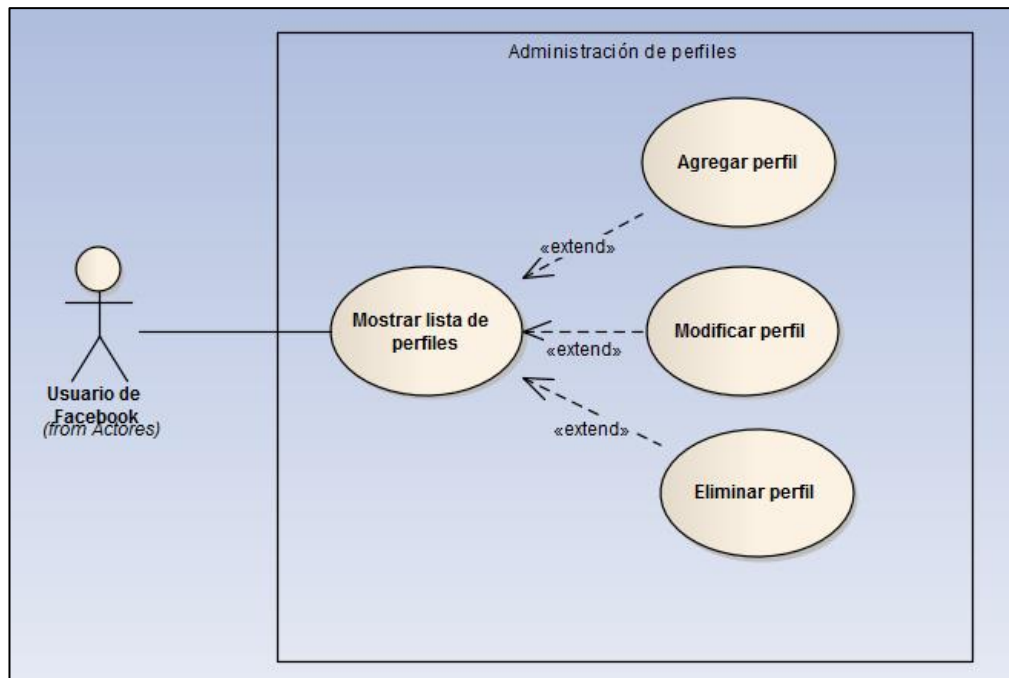 Administración de perfiles
Agregar perfil
«extend»
Mostrar lista de
perfiles
Modificar perfil
«extend»
Usuario de
Facebook
(from Actores)
«extend»
Eliminar perfil